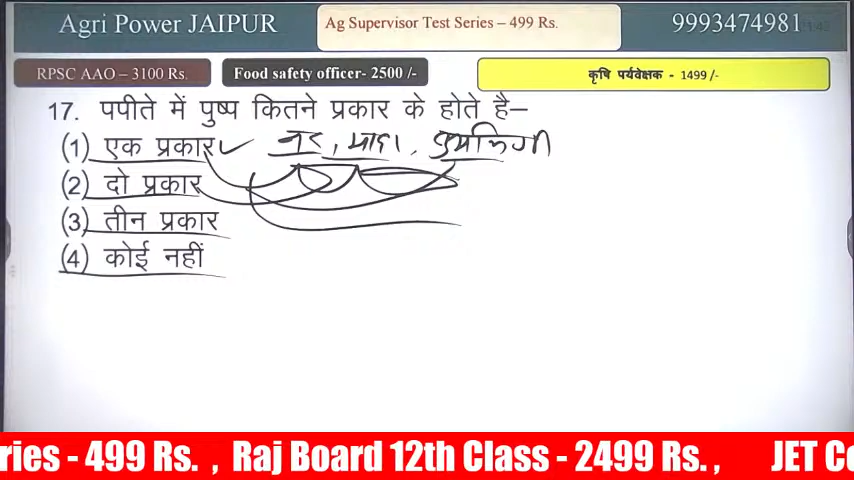 Agri Power JAIPUR
Ag Supervisor Test Series – 499 Rs.
9993474981
RPSC AAO – 3100 Rs.
Food safety officer- 2500 /-
कृषि पर्यवेक्षक - 1499 /-
17. पपीते में पुष्प कितने प्रकार के होते है–
(1) एक प्रकार नर, मादा, उभयलिंगी
(2) दो प्रकार
(3) तीन प्रकार
(4) कोई नहीं
ries - 499 Rs. , Raj Board 12th Class - 2499 Rs. , JET Co